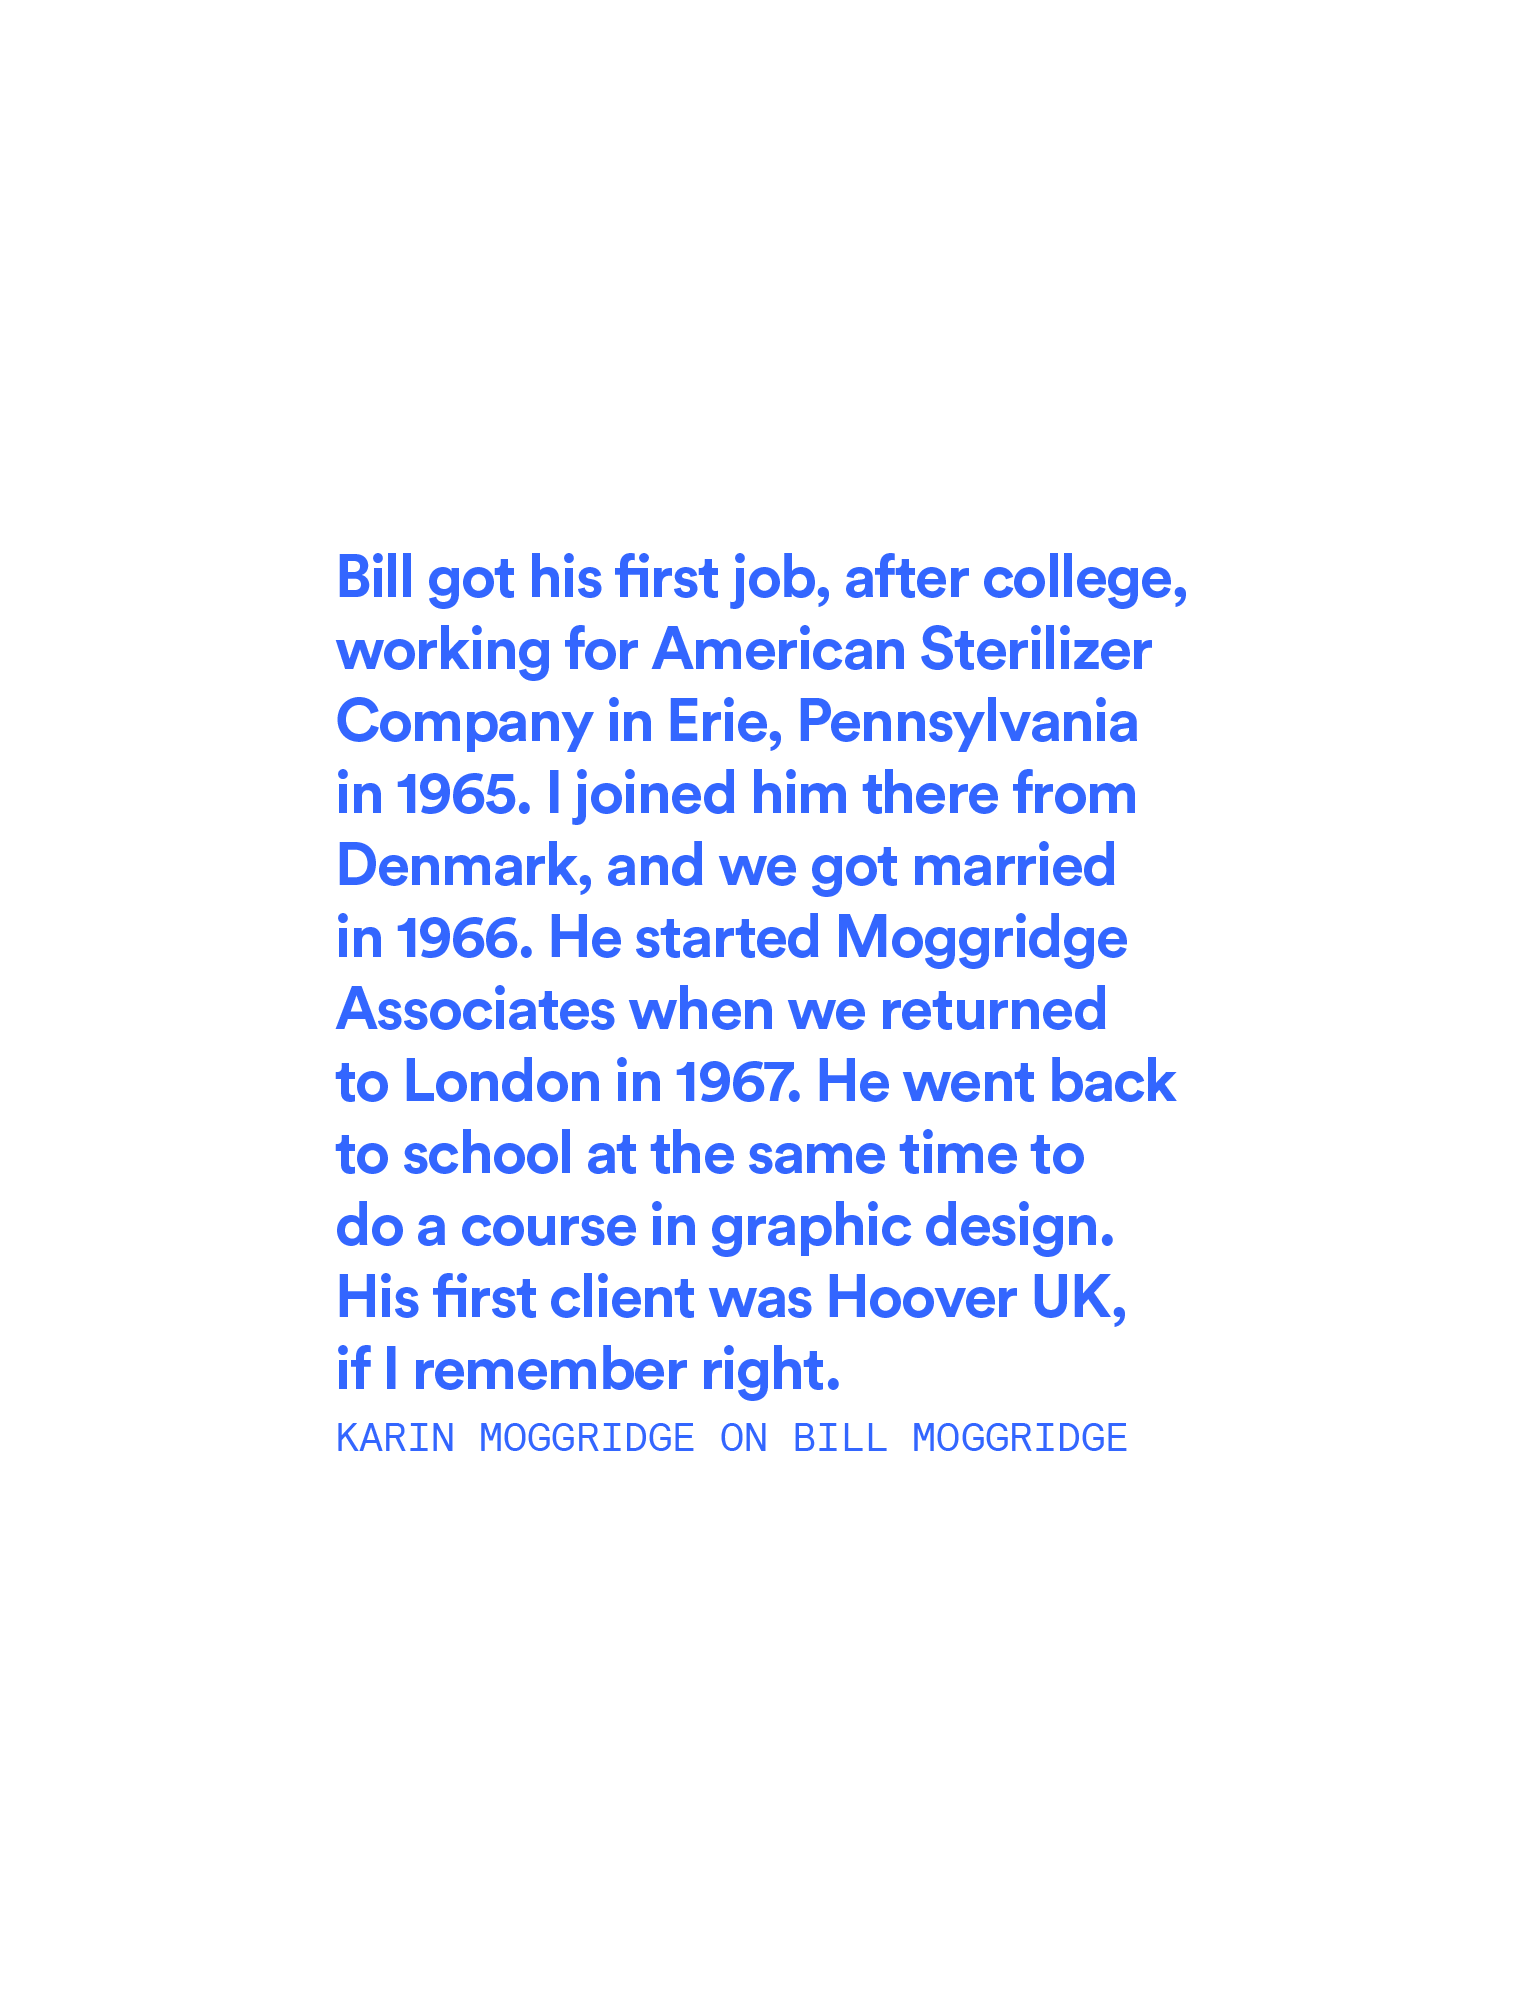 Bill got his first job, after college,
working for American Sterilizer
Company in Erie, Pennsylvania
in 1965. I joined him there from
Denmark, and we got married
in 1966. He started Moggridge
Associates when we returned
to London in 1967. He went back
to school at the same time to
do a course in graphic design.
His first client was Hoover UK,
if I remember right.
KARIN MOGGRIDGE ON BILL MOGGRIDGE